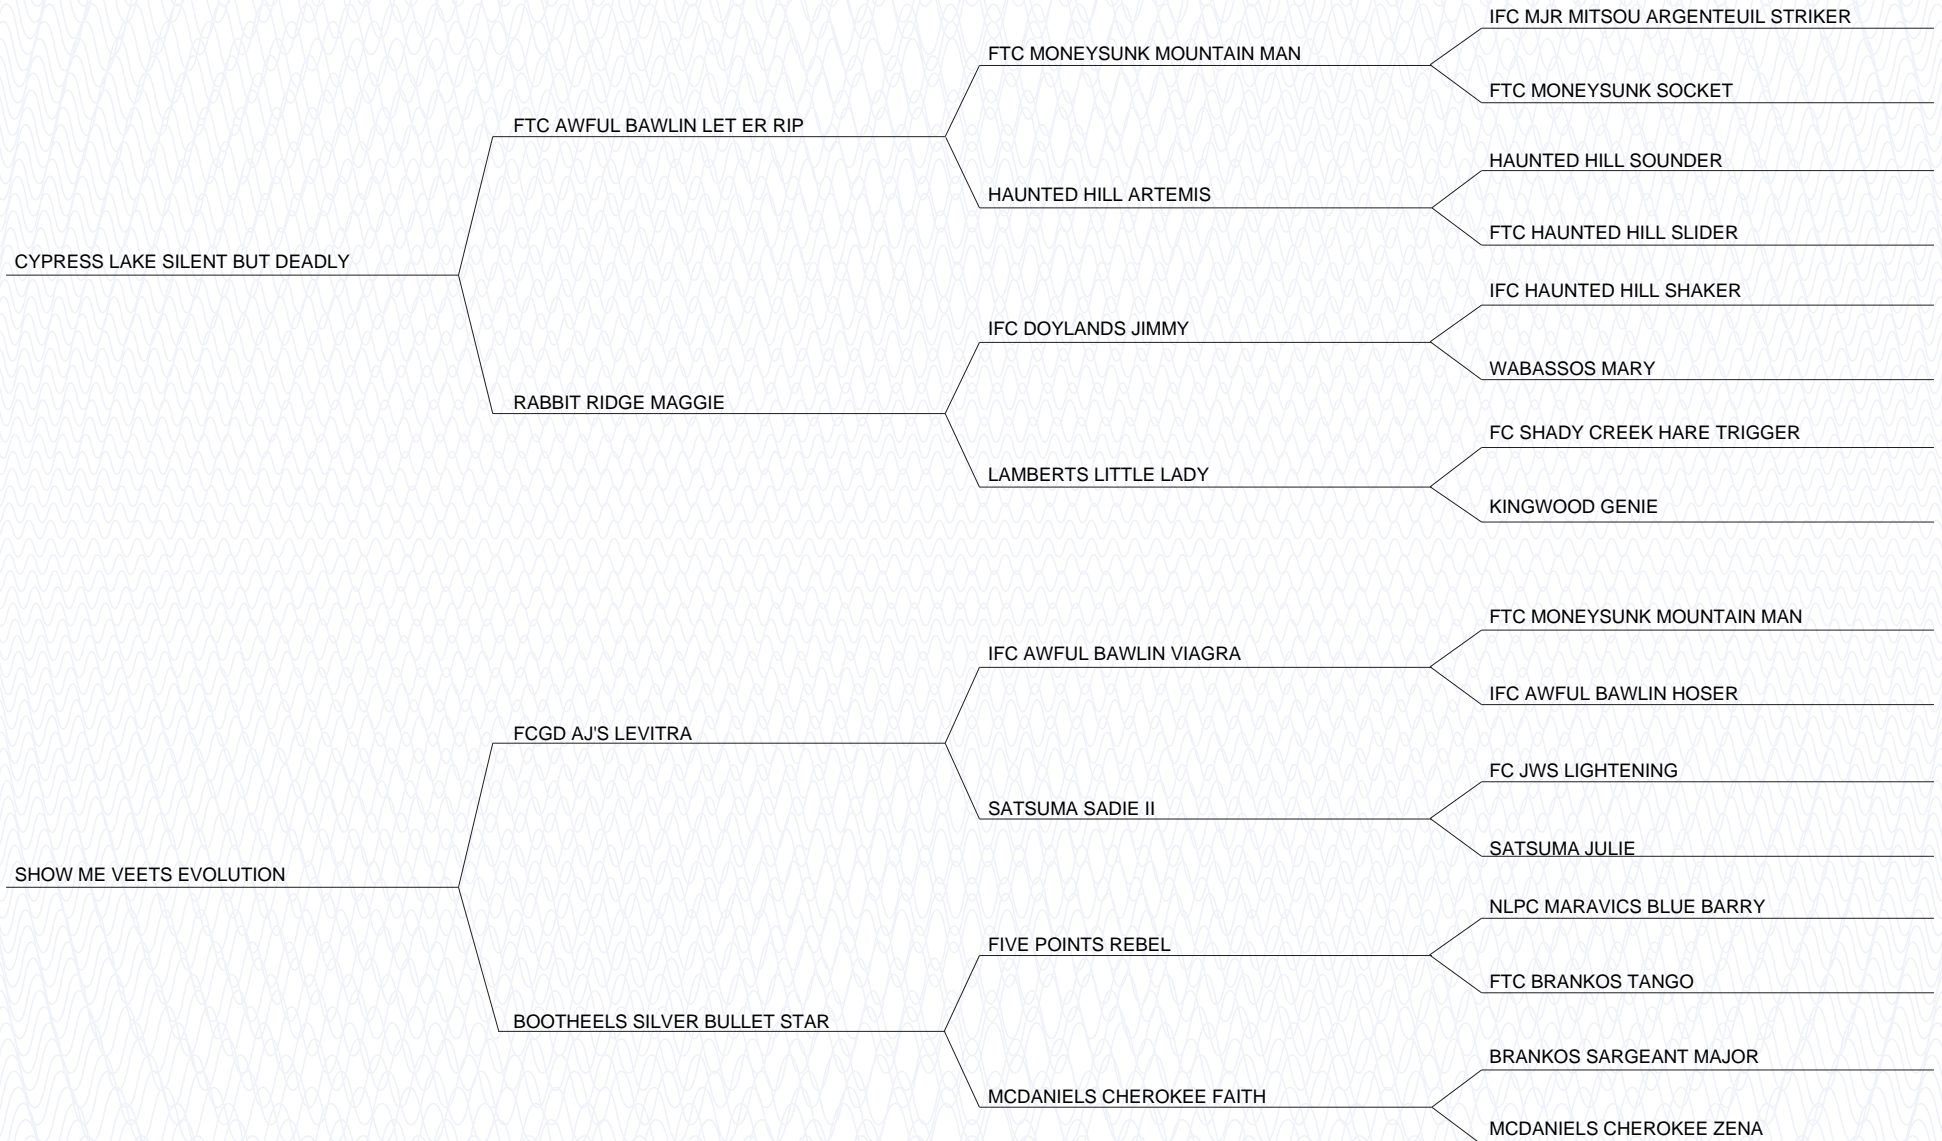 IFC MJR MITSOU ARGENTEUIL STRIKER
FTC MONEYSUNK MOUNTAIN MAN
FTC MONEYSUNK SOCKET
FTC AWFUL BAWLIN LET ER RIP
HAUNTED HILL SOUNDER
HAUNTED HILL ARTEMIS
FTC HAUNTED HILL SLIDER
CYPRESS LAKE SILENT BUT DEADLY
IFC HAUNTED HILL SHAKER
IFC DOYLANDS JIMMY
WABASSOS MARY
RABBIT RIDGE MAGGIE
FC SHADY CREEK HARE TRIGGER
LAMBERTS LITTLE LADY
KINGWOOD GENIE
FTC MONEYSUNK MOUNTAIN MAN
IFC AWFUL BAWLIN VIAGRA
IFC AWFUL BAWLIN HOSER
FCGD AJ'S LEVITRA
FC JWS LIGHTENING
SATSUMA SADIE II
SATSUMA JULIE
SHOW ME VEETS EVOLUTION
NLPC MARAVICS BLUE BARRY
FIVE POINTS REBEL
FTC BRANKOS TANGO
BOOTHEELS SILVER BULLET STAR
BRANKOS SARGEANT MAJOR
MCDANIELS CHEROKEE FAITH
MCDANIELS CHEROKEE ZENA